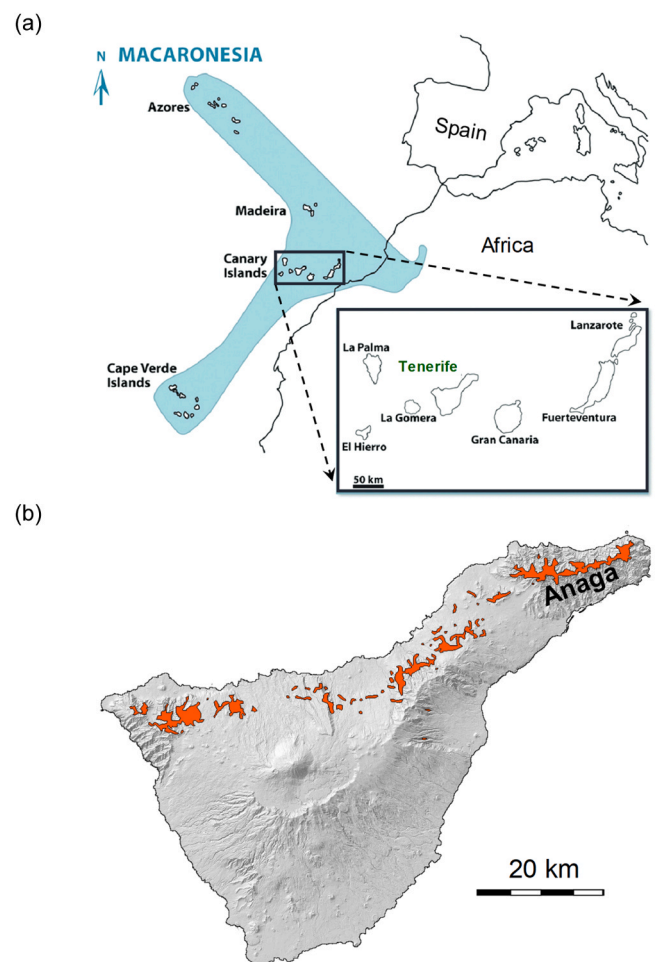 (a)
N MACARONESIA
Azores
Spain
Madeira
Africa
Canary
Islands
Lanzarote
La Palma
Tenerife
Cape Verde
Islands
La Gomera
Fuerteventura
El Hierro
Gran Canaria
50 km
(b)
Anaga
20 km